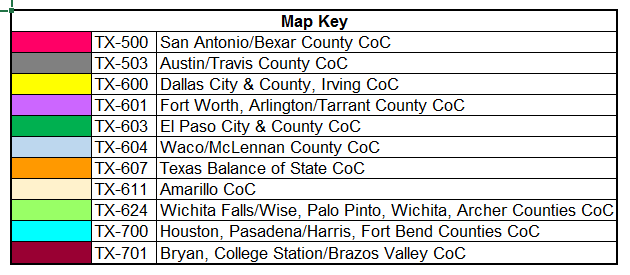 Map Key
TX-500 San Antonio/Bexar County CoC
TX-503 Austin/Travis County CoC
TX-600 Dallas City & County, Irving CoC
TX-601 Fort Worth, Arlington/Tarrant County CoC
TX-603 El Paso City & County CoC
TX-604 Waco/McLennan County CoC
TX-607 Texas Balance of State CoC
TX-611 Amarillo CoC
TX-624 Wichita Falls/Wise, Palo Pinto, Wichita, Archer Counties CoC
TX-700 Houston, Pasadena/Harris, Fort Bend Counties CoC
TX-701 Bryan, College Station/Brazos Valley CoC